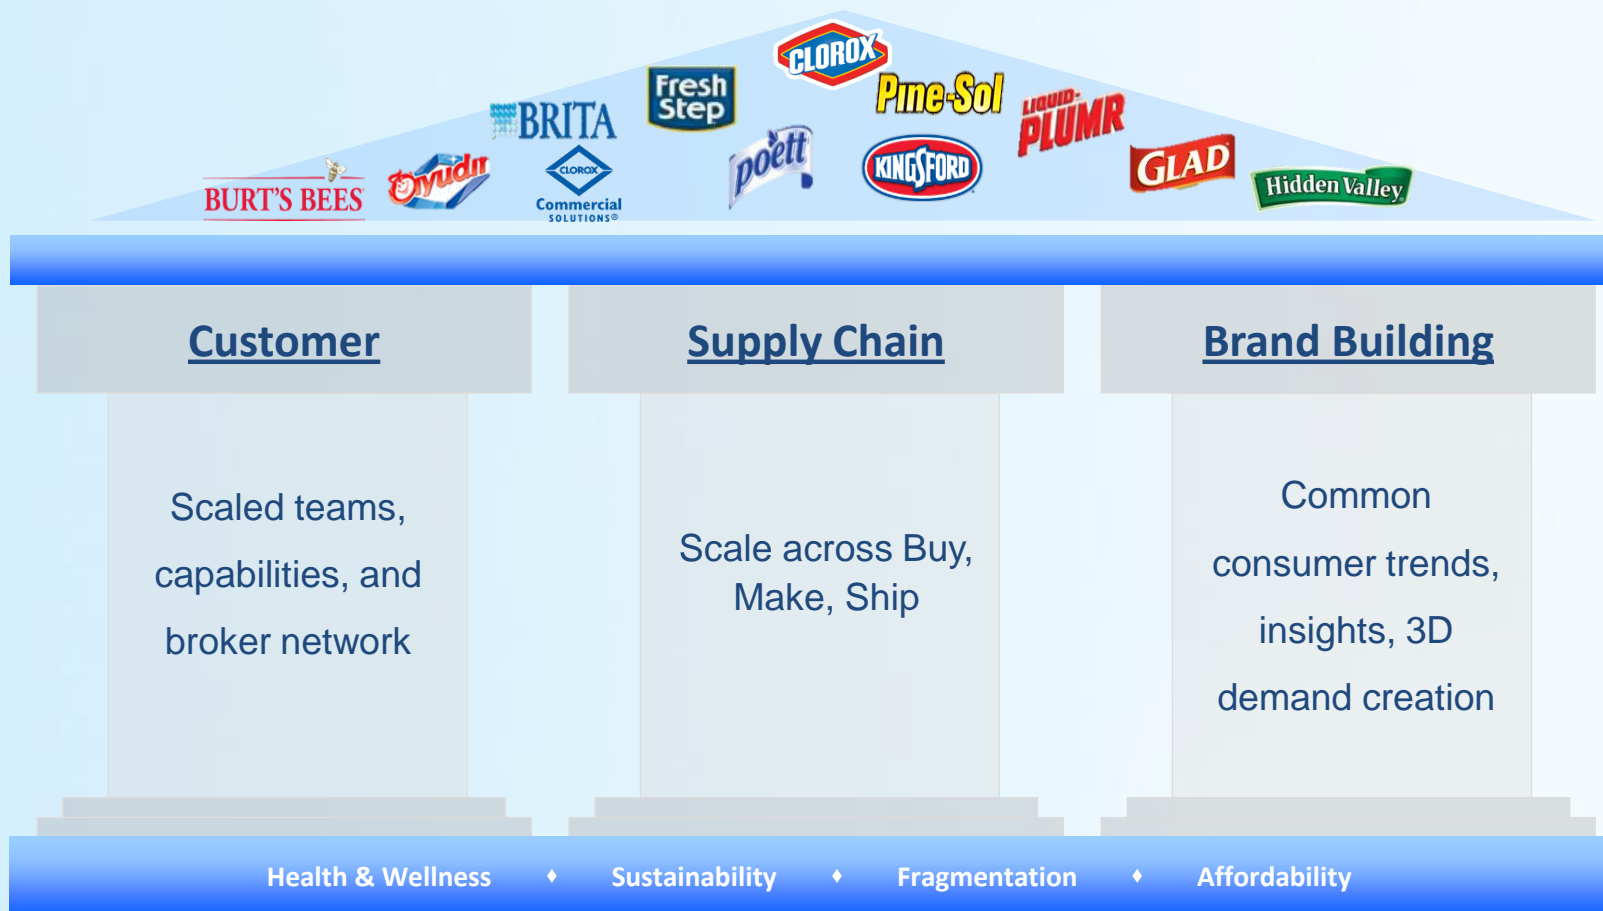 CLOROX
Fresh
Step
Pine-Sol
BRITA
LIQUID-
PLUMR
poett
KINGSFORD
GLAD
BURT'S BEES
Ayudín
CLOROX
Commercial
SOLUTIONS®
Hidden Valley
Customer
Supply Chain
Brand Building
Scaled teams,
capabilities, and
broker network
Scale across Buy,
Make, Ship
Common
consumer trends,
insights, 3D
demand creation
Health & Wellness ♦ Sustainability ♦ Fragmentation ♦ Affordability